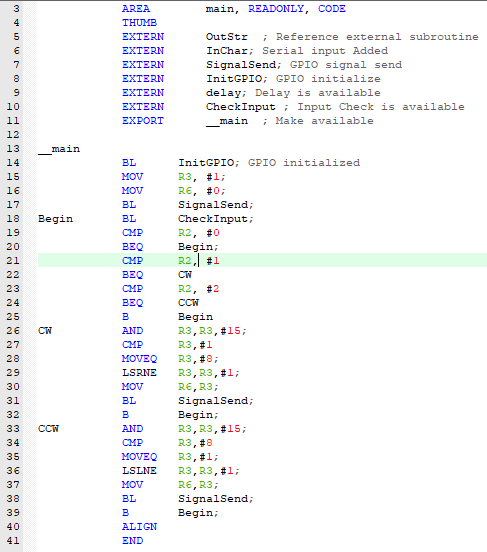 3 AREA main, READONLY, CODE
4 THUMB
5 EXTERN OutStr ; Reference external subroutine
6 EXTERN InChar; Serial input Added
7 EXTERN SignalSend; GPIO signal send
8 EXTERN InitGPIO; GPIO initialize
9 EXTERN delay; Delay is available
10 EXTERN CheckInput ; Input Check is available
11 EXPORT __main ; Make available
12
13 __main
14 BL InitGPIO; GPIO initialized
15 MOV R3, #1;
16 MOV R6, #0;
17 BL SignalSend;
18 Begin BL CheckInput;
19 CMP R2, #0
20 BEQ Begin;
21 CMP R2, #1
22 BEQ CW
23 CMP R2, #2
24 BEQ CCW
25 B Begin
26 CW AND R3,R3,#15;
27 CMP R3,#1
28 MOVEQ R3,#8;
29 LSRNE R3,R3,#1;
30 MOV R6,R3;
31 BL SignalSend;
32 B Begin;
33 CCW AND R3,R3,#15;
34 CMP R3,#8
35 MOVEQ R3,#1;
36 LSLNE R3,R3,#1;
37 MOV R6,R3;
38 BL SignalSend;
39 B Begin;
40 ALIGN
41 END